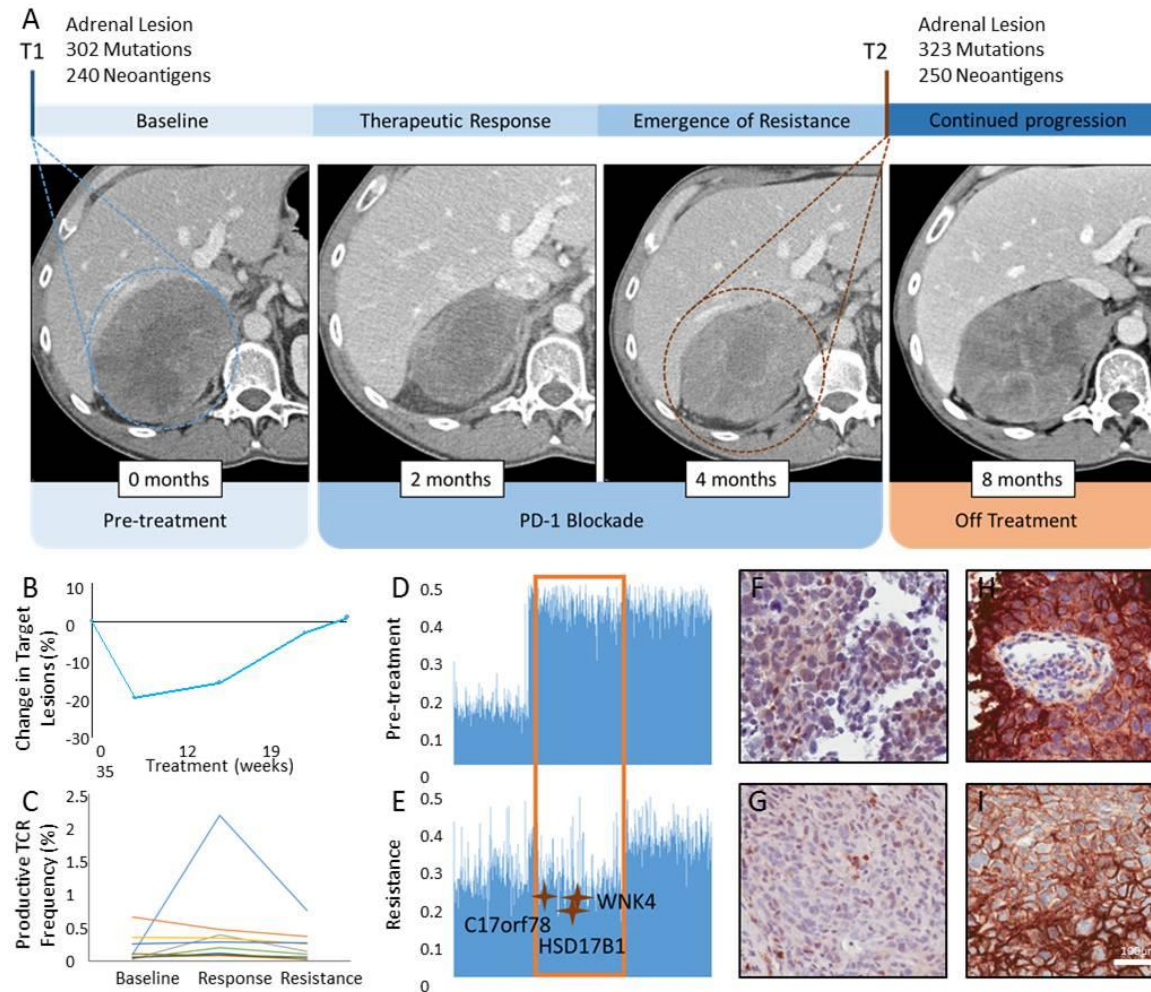 A
T1
Adrenal Lesion
302 Mutations
240 Neoantigens
T2
Adrenal Lesion
323 Mutations
250 Neoantigens
Baseline
Therapeutic Response
Emergence of Resistance
Continued progression
0 months
2 months
4 months
8 months
Pre-treatment
PD-1 Blockade
Off Treatment
B
Change in Target
Lesions (%)
10
0
-10
-20
-30
0 12 19
35
Treatment (weeks)
C
Productive TCR
Frequency (%)
2.5
2
1.5
1
0.5
0
Baseline Response Resistance
D
Pre-treatment
0.5
0.4
0.3
0.2
0.1
0
E
Resistance
0.5
0.4
0.3
0.2
0.1
0
C17orf78
WNK4
HSD17B1
F
H
G
I